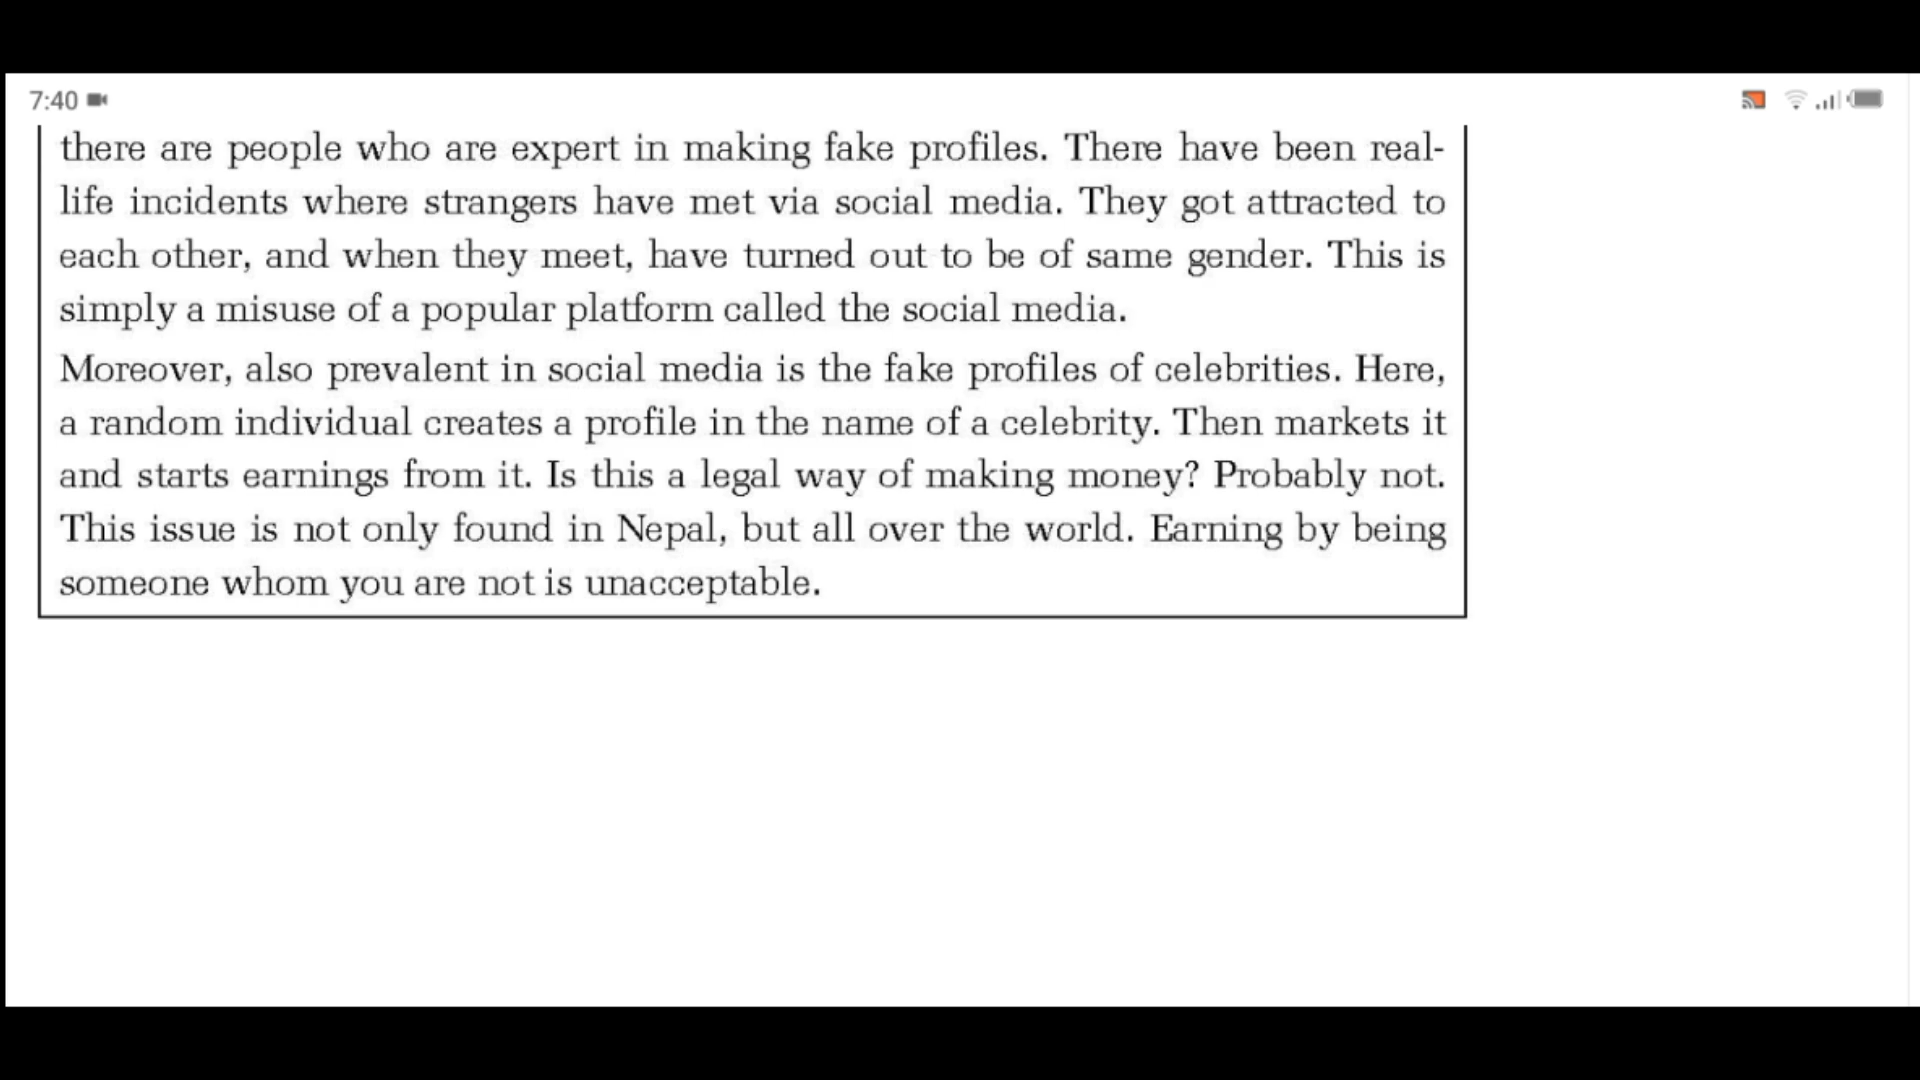 7:40
there are people who are expert in making fake profiles. There have been real-
life incidents where strangers have met via social media. They got attracted to
each other, and when they meet, have turned out to be of same gender. This is
simply a misuse of a popular platform called the social media.
Moreover, also prevalent in social media is the fake profiles of celebrities. Here,
a random individual creates a profile in the name of a celebrity. Then markets it
and starts earnings from it. Is this a legal way of making money? Probably not.
This issue is not only found in Nepal, but all over the world. Earning by being
someone whom you are not is unacceptable.